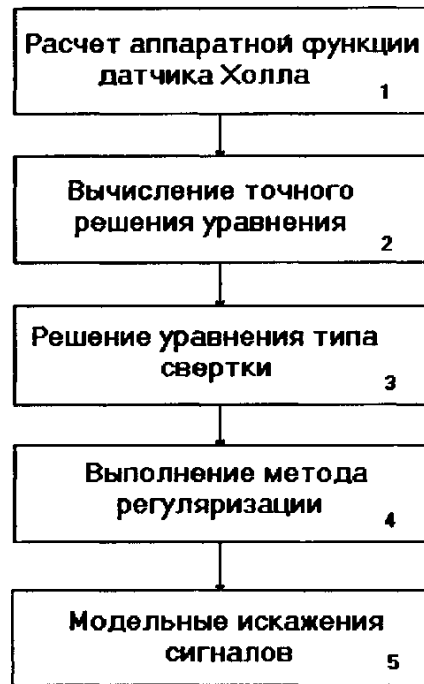 Расчет аппаратной функции
датчика Холла
1
Вычисление точного
решения уравнения
2
Решение уравнения типа
свертки
3
Выполнение метода
регуляризации
4
Модельные искажения
сигналов
5